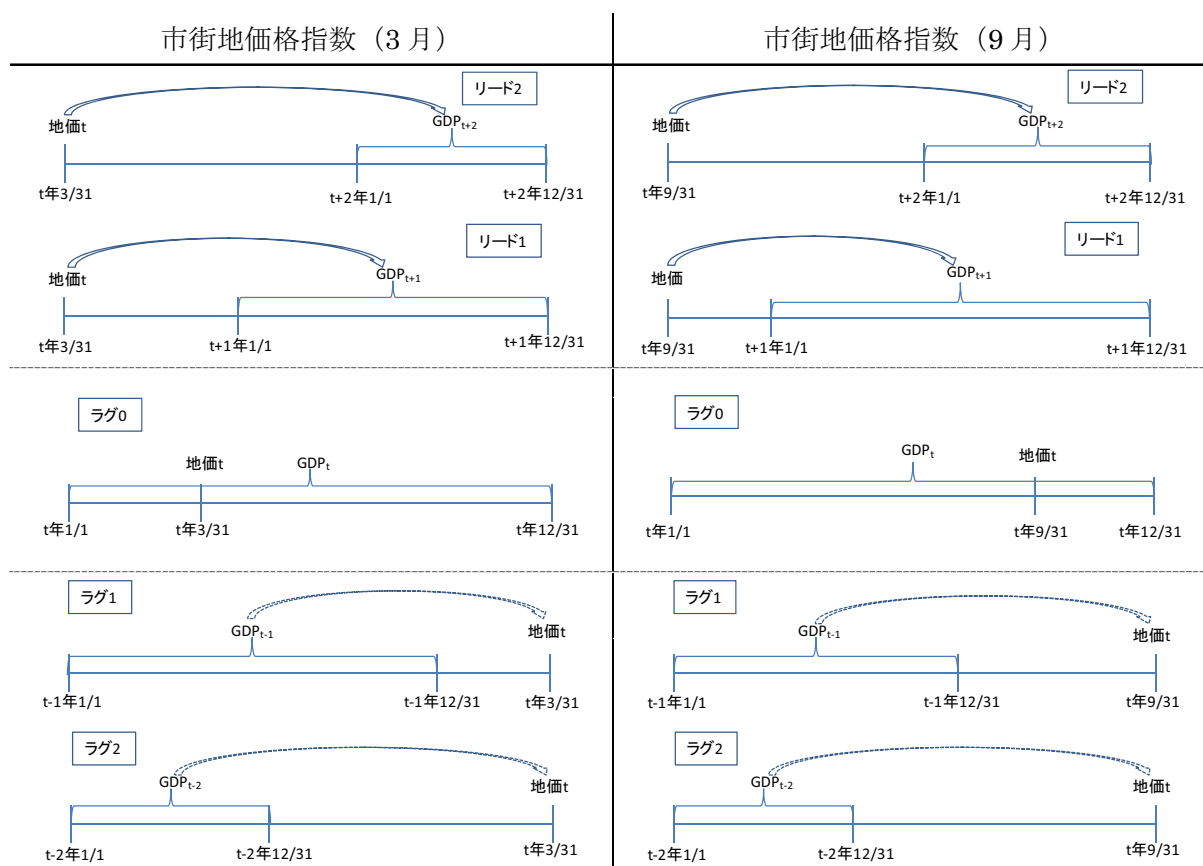 市街地価格指数（3月）
リード2
地価t
GDPt+2
t年3/31
t+2年1/1
t+2年12/31
リード1
地価t
GDPt+1
t年3/31
t+1年1/1
t+1年12/31
ラグ0
地価t
GDPt
t年1/1
t年3/31
t年12/31
ラグ1
GDPt-1
地価t
t-1年1/1
t-1年12/31
t年3/31
ラグ2
GDPt-2
地価t
t-2年1/1
t-2年12/31
t年3/31
市街地価格指数（9月）
リード2
地価t
GDPt+2
t年9/31
t+2年1/1
t+2年12/31
リード1
地価
GDPt+1
t年9/31
t+1年1/1
t+1年12/31
ラグ0
GDPt
地価t
t年1/1
t年9/31
t年12/31
ラグ1
GDPt-1
地価t
t-1年1/1
t-1年12/31
t年9/31
ラグ2
GDPt-2
地価t
t-2年1/1
t-2年12/31
t年9/31